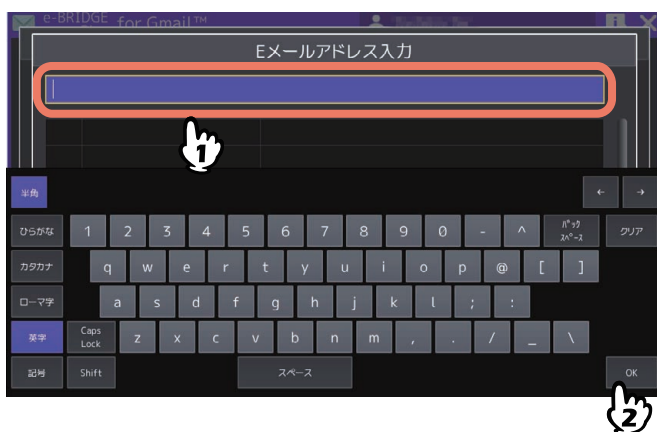 e-BRIDGE for Gmail™
Eメールアドレス入力
1
半角
← →
ひらがな 1 2 3 4 5 6 7 8 9 0 - ^ ﾊﾞｯｸｽﾍﾟｰｽ クリア
カタカナ q w e r t y u i o p @ [ ]
ローマ字 a s d f g h j k l ; :
英字 Caps Lock z x c v b n m , . / _ \
記号 Shift スペース OK
2